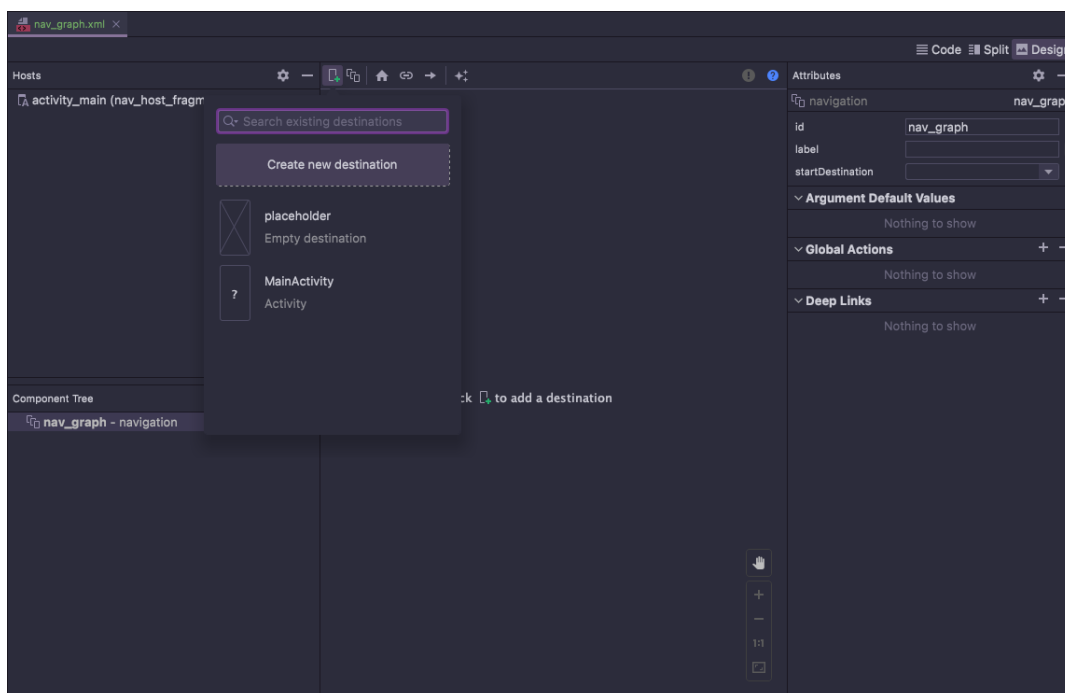 nav_graph.xml
Code Split Desig
Hosts
activity_main (nav_host_fragm
Search existing destinations
Create new destination
placeholder
Empty destination
?
MainActivity
Activity
Component Tree
nav_graph - navigation
ck to add a destination
1:1
Attributes
navigation nav_grap
id nav_graph
label
startDestination
Argument Default Values
Nothing to show
Global Actions
Nothing to show
Deep Links
Nothing to show